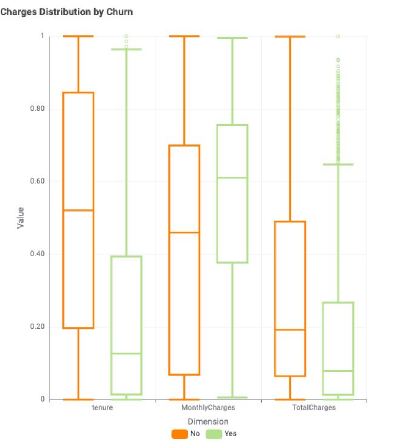 Charges Distribution by Churn
1
0.80
0.60
0.40
0.20
0
Value
tenure
MonthlyCharges
TotalCharges
Dimension
No
Yes